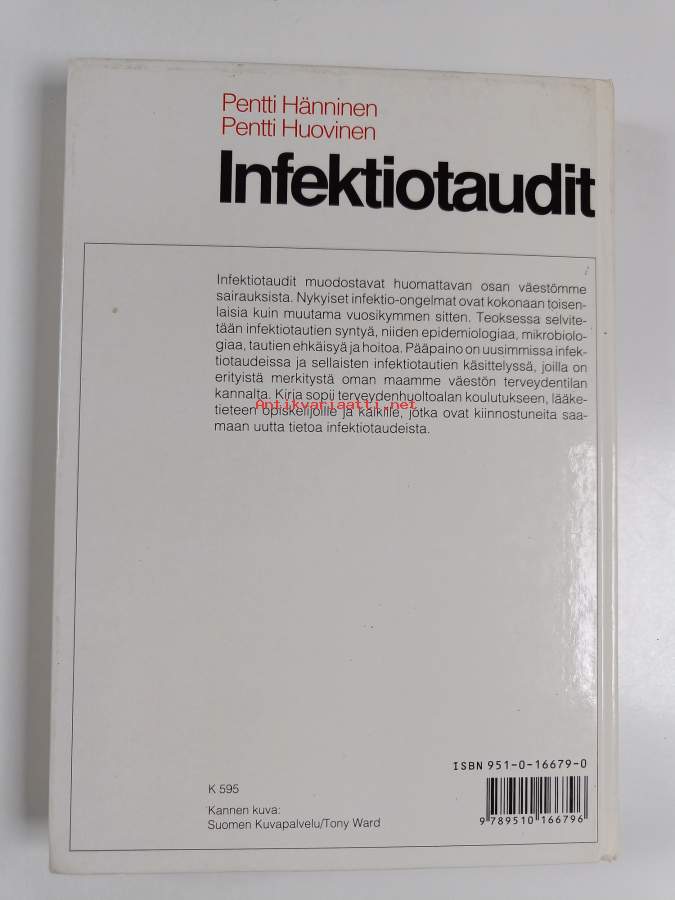 Pentti Hänninen
Pentti Huovinen
Infektiotaudit
Infektiotaudit muodostavat huomattavan osan väestömme
sairauksista. Nykyiset infektio-ongelmat ovat kokonaan toisen-
laisia kuin muutama vuosikymmen sitten. Teoksessa selvite-
tään infektiotautien syntyä, niiden epidemiologiaa, mikrobiolo-
giaa, tautien ehkäisyä ja hoitoa. Pääpaino on uusimmissa infek-
tiotaudeissa ja sellaisten infektiotautien käsittelyssä, joilla on
erityistä merkitystä oman maamme väestön terveydentilan
kannalta. Kirja sopii terveydenhuoltoalan koulutukseen, lääke-
Antikvariaatti.net
tieteen opiskelijoille ja kaikille, jotka ovat kiinnostuneita saa-
maan uutta tietoa infektiotaudeista.
ISBN 951-0-16679-0
K 595
Kannen kuva:
Suomen Kuvapalvelu/Tony Ward
9 789510 166796